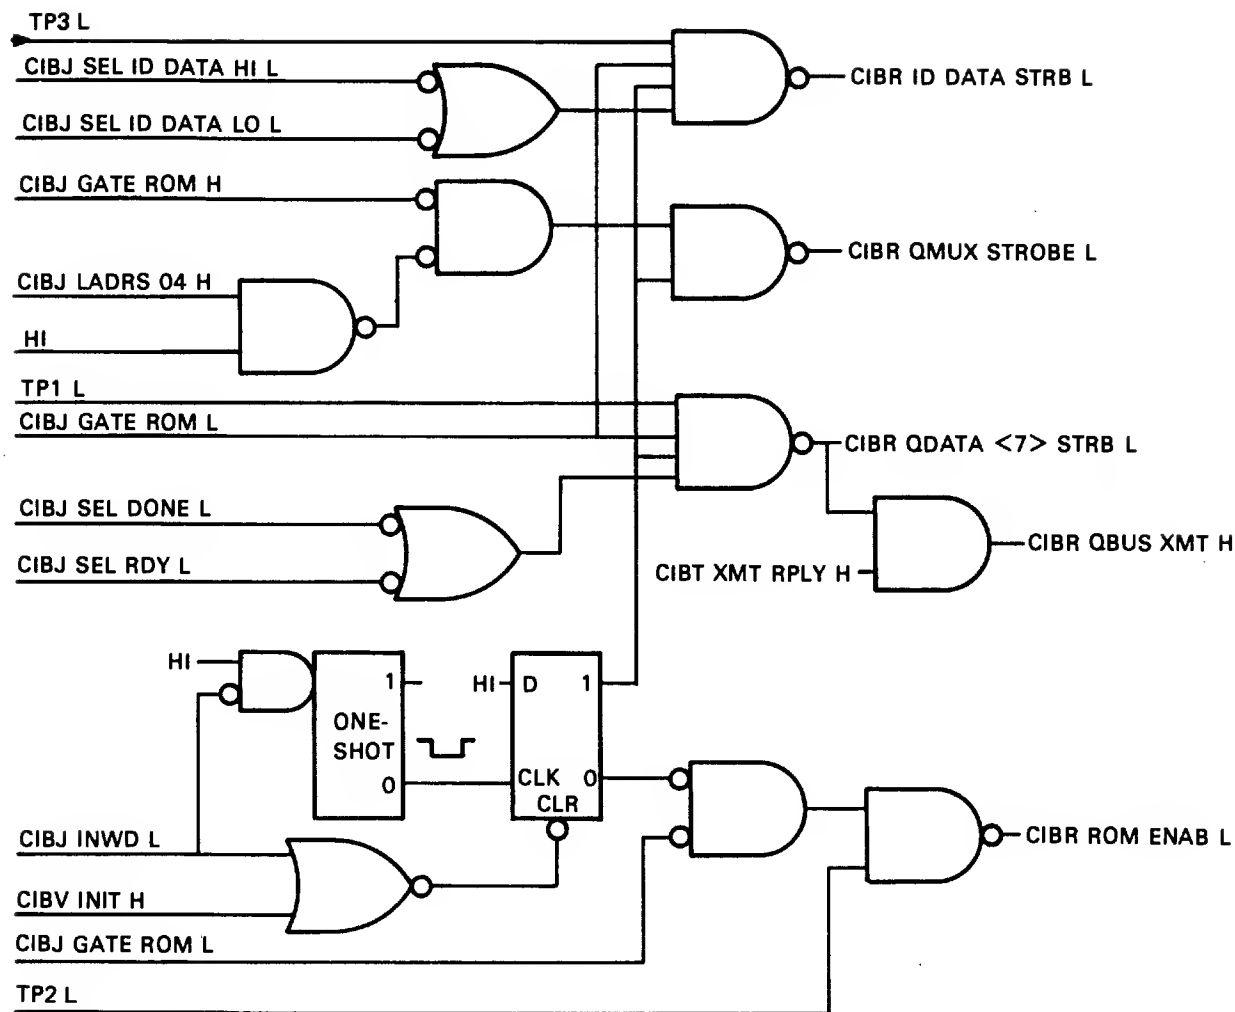 TP3 L
CIBJ SEL ID DATA HI L
CIBR ID DATA STRB L
CIBJ SEL ID DATA LO L
CIBJ GATE ROM H
CIBR QMUX STROBE L
CIBJ LADRS 04 H
HI
TP1 L
CIBJ GATE ROM L
CIBR QDATA <7> STRB L
CIBJ SEL DONE L
CIBR QBUS XMT H
CIBJ SEL RDY L
CIBT XMT RPLY H
HI
1
HI
D
1
ONE-
SHOT
0
CLK
0
CLR
CIBJ INWD L
CIBR ROM ENAB L
CIBV INIT H
CIBJ GATE ROM L
TP2 L